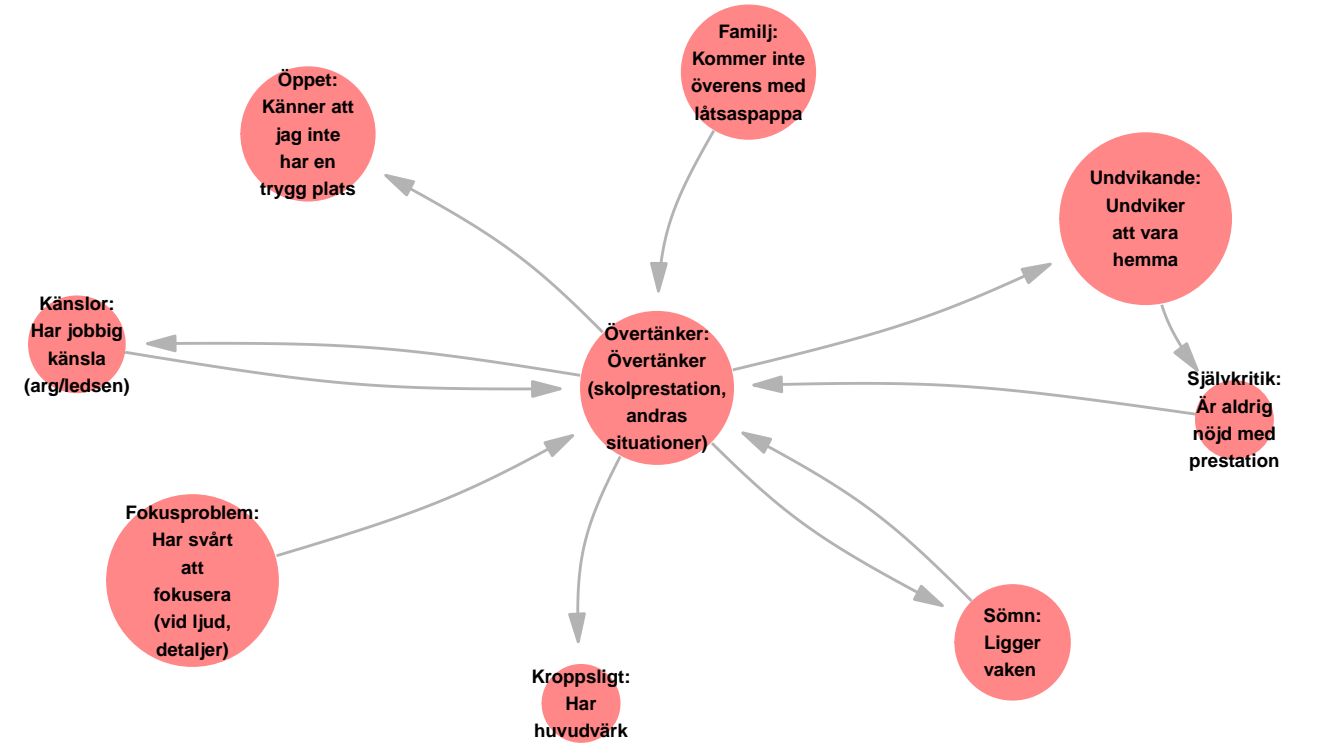 Familj:
Kommer inte
överens med
låtsaspappa
Öppet:
Känner att
jag inte
har en
trygg plats
Undvikande:
Undviker
att vara
hemma
Känslor:
Har jobbig
känsla
(arg/ledsen)
Övertänker:
Övertänker
(skolprestation,
andras
situationer)
Självkritik:
Är aldrig
nöjd med
prestation
Fokusproblem:
Har svårt
att
fokusera
(vid ljud,
detaljer)
Sömn:
Ligger
vaken
Kroppsligt:
Har
huvudvärk